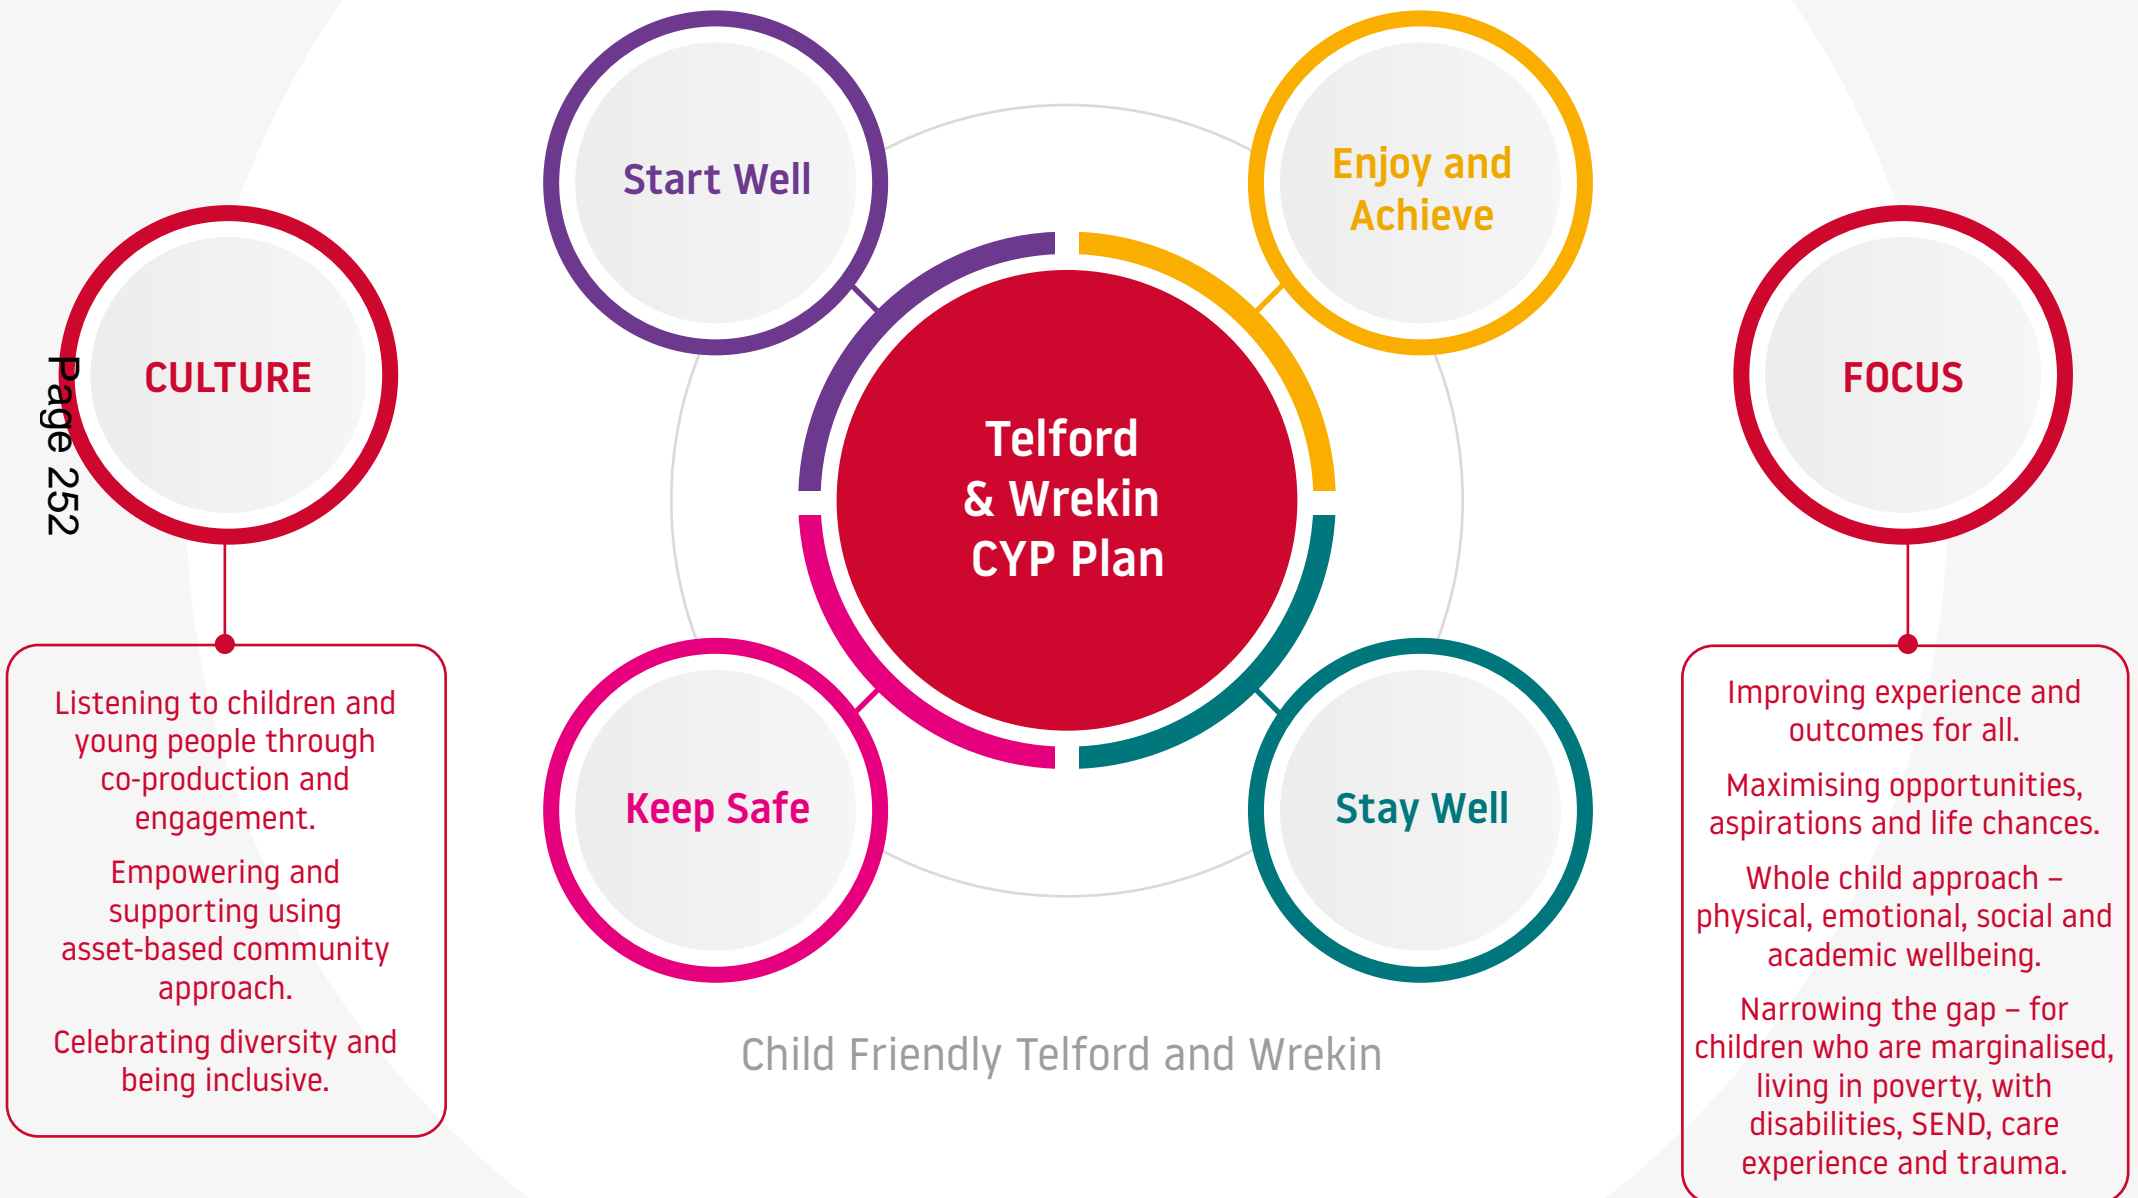 Start Well
Enjoy and
Achieve
CULTURE
FOCUS
Page 252
Telford
& Wrekin
CYP Plan
Keep Safe
Stay Well
Listening to children and
young people through
co-production and
engagement.
Empowering and
supporting using
asset-based community
approach.
Celebrating diversity and
being inclusive.
Improving experience and
outcomes for all.
Maximising opportunities,
aspirations and life chances.
Whole child approach –
physical, emotional, social and
academic wellbeing.
Narrowing the gap – for
children who are marginalised,
living in poverty, with
disabilities, SEND, care
experience and trauma.
Child Friendly Telford and Wrekin